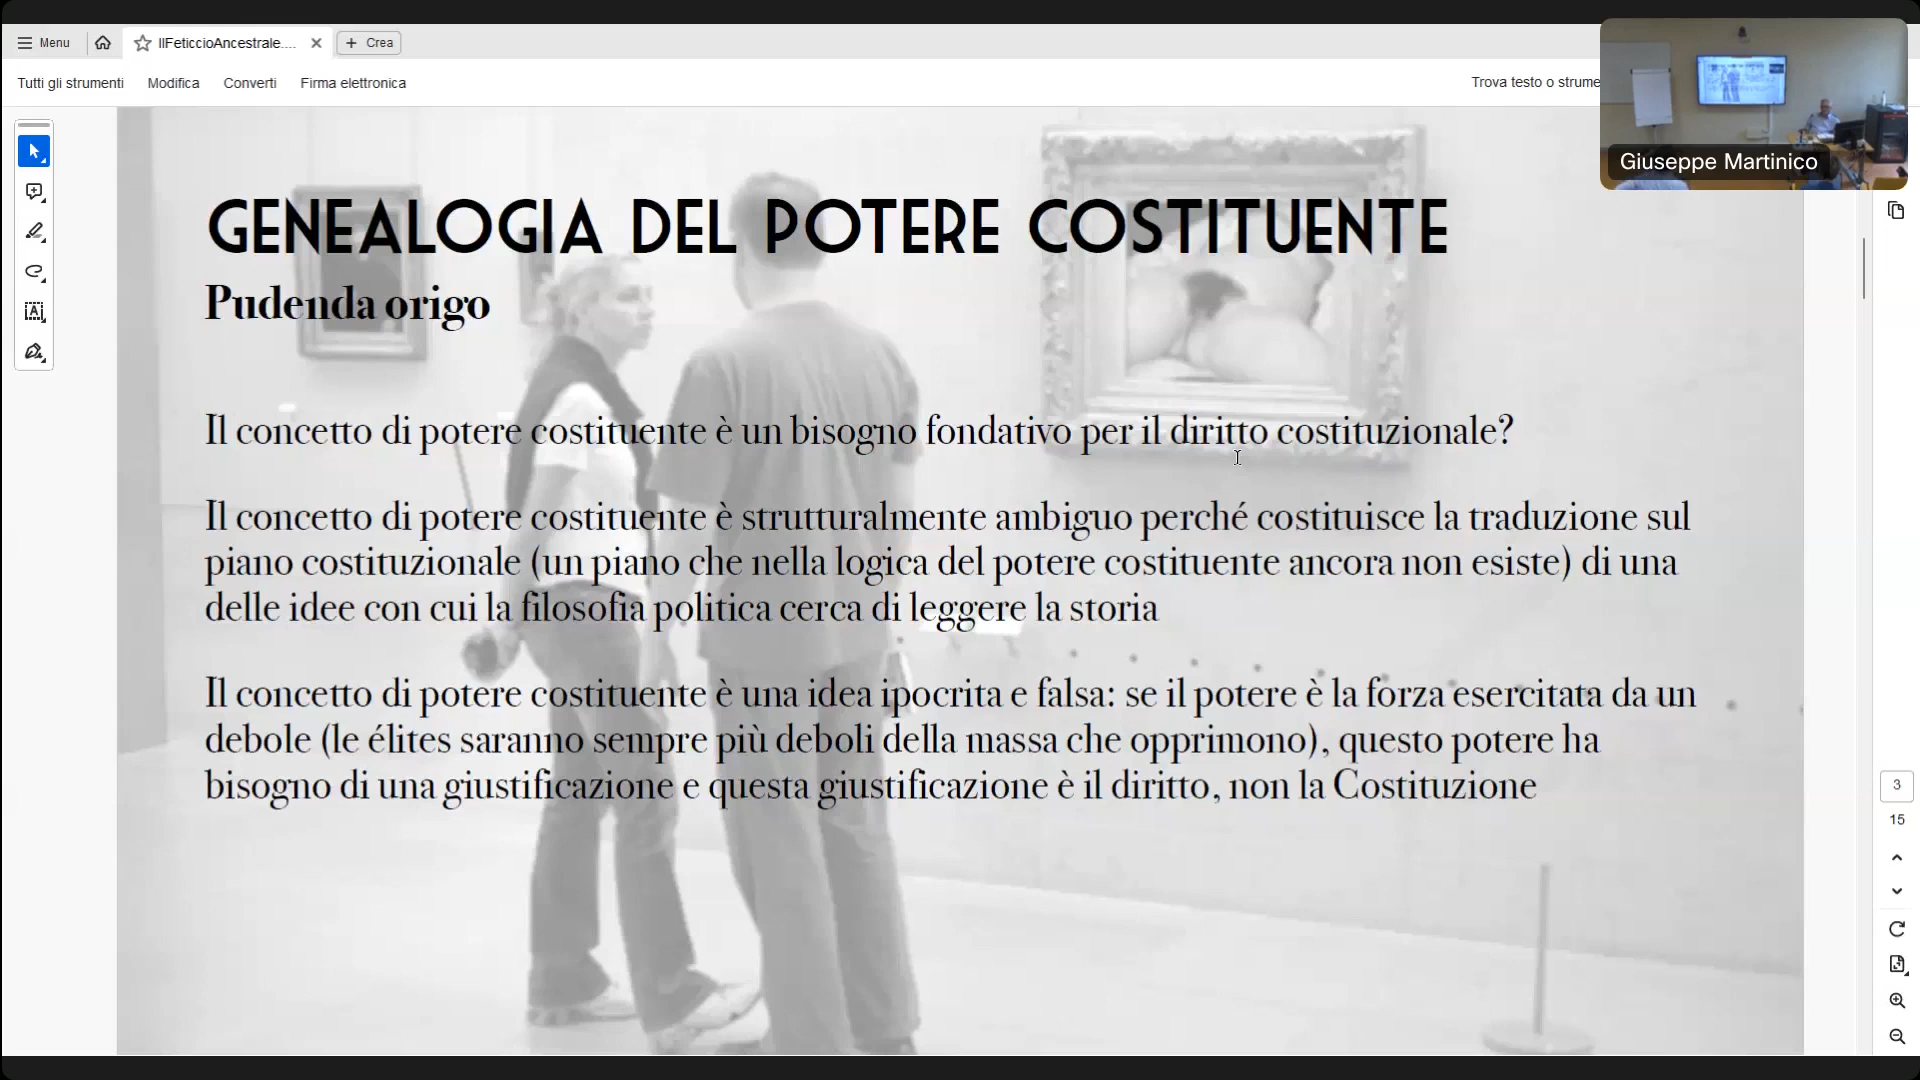 Menu
IlFeticcioAncestrale....
Crea
Tutti gli strumenti
Modifica
Converti
Firma elettronica
Trova testo o strume
Giuseppe Martinico
GENEALOGIA DEL POTERE COSTITUENTE
Pudenda origo
Il concetto di potere costituente è un bisogno fondativo per il diritto costituzionale?
Il concetto di potere costituente è strutturalmente ambiguo perché costituisce la traduzione sul
piano costituzionale (un piano che nella logica del potere costituente ancora non esiste) di una
delle idee con cui la filosofia politica cerca di leggere la storia
Il concetto di potere costituente è una idea ipocrita e falsa: se il potere è la forza esercitata da un
debole (le élites saranno sempre più deboli della massa che opprimono), questo potere ha
bisogno di una giustificazione e questa giustificazione è il diritto, non la Costituzione
3
15